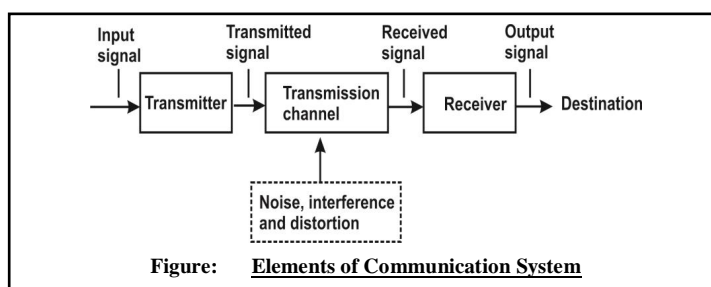 Input
signal
Transmitted
signal
Received
signal
Output
signal
Transmitter
Transmission
channel
Receiver
Destination
Noise, interference
and distortion
Figure: Elements of Communication System